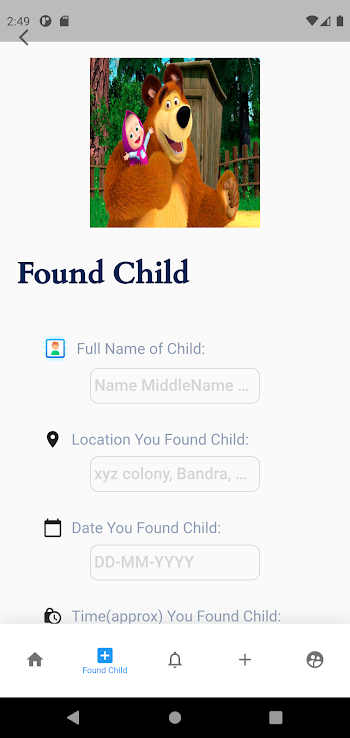 2:49
Found Child
Full Name of Child:
Name MiddleName ...
Location You Found Child:
xyz colony, Bandra, ...
Date You Found Child:
DD-MM-YYYY
Time(approx) You Found Child:
Found Child